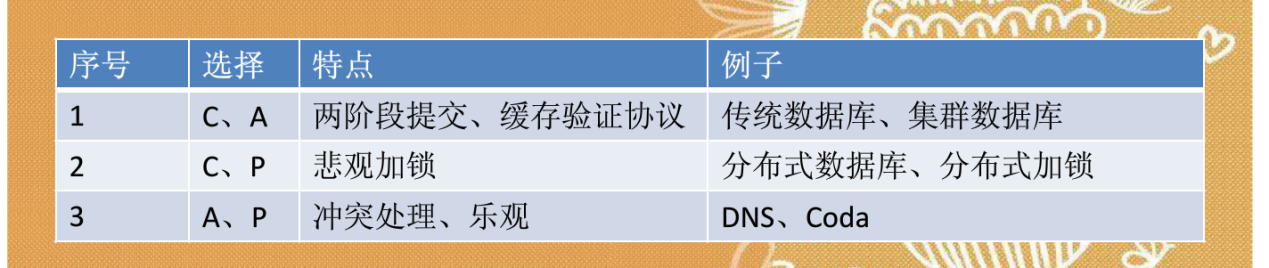 序号 选择 特点 例子
1 C、A 两阶段提交、缓存验证协议 传统数据库、集群数据库
2 C、P 悲观加锁 分布式数据库、分布式加锁
3 A、P 冲突处理、乐观 DNS、Coda